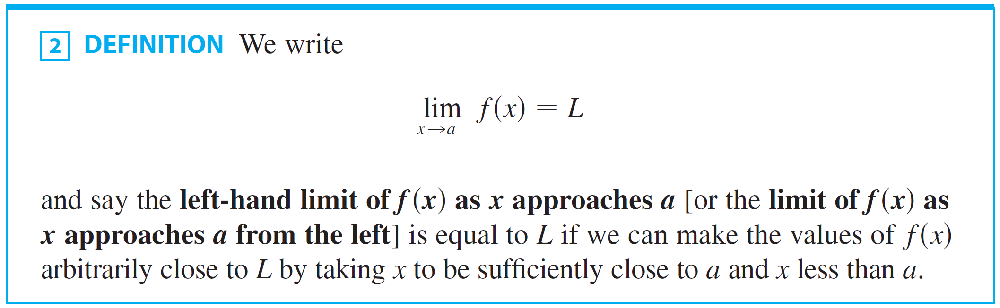 2 DEFINITION We write
lim f(x) = L
x→a⁻
and say the left-hand limit of f(x) as x approaches a [or the limit of f(x) as
x approaches a from the left] is equal to L if we can make the values of f(x)
arbitrarily close to L by taking x to be sufficiently close to a and x less than a.